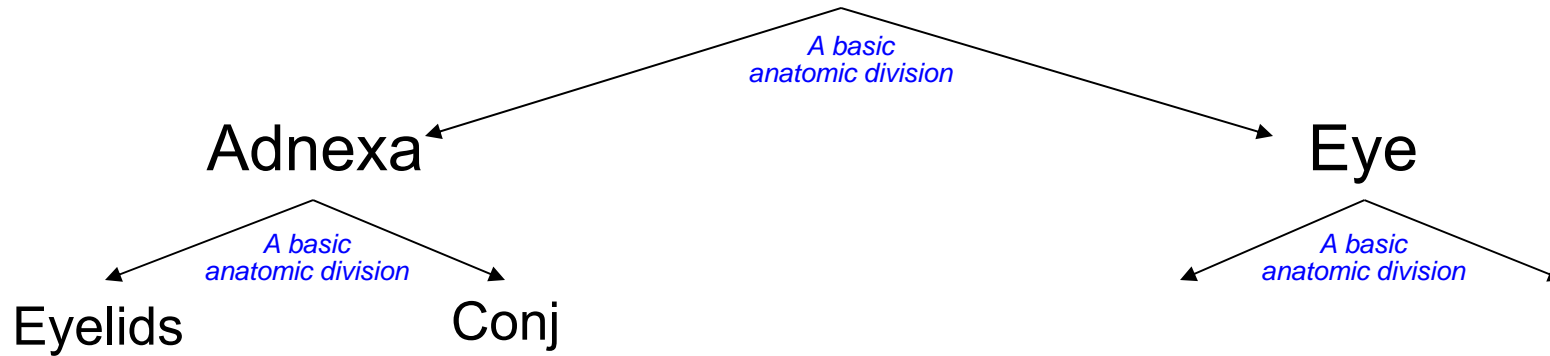 A basic
anatomic division
Adnexa
Eye
A basic
anatomic division
A basic
anatomic division
Eyelids
Conj